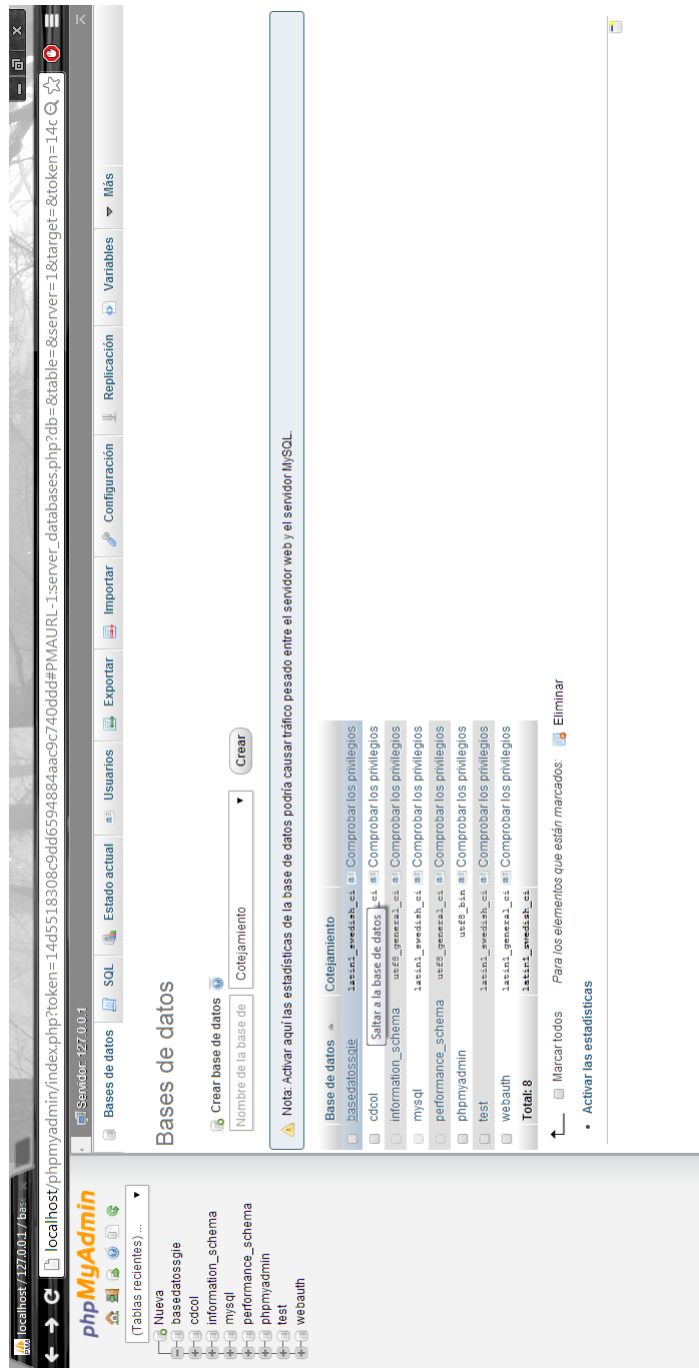 localhost / 127.0.0.1 / base
localhost/phpmyadmin/index.php?token=14d5518308c9dd6594884aac9c740ddd#PMAURL-1:server_databases.php?db=&table=&server=1&target=&token=14c
phpMyAdmin
(Tablas recientes) ...
Nueva
basedatossgie
cdcol
information_schema
mysql
performance_schema
phpmyadmin
test
webauth
Servidor: 127.0.0.1
Bases de datos SQL Estado actual Usuarios Exportar Importar Configuración Replicación Variables Más
Bases de datos
Crear base de datos
Nombre de la base de Cotejamiento Crear
Nota: Activar aquí las estadísticas de la base de datos podría causar tráfico pesado entre el servidor web y el servidor MySQL.
Base de datos Cotejamiento
basedatossgie latin1_swedish_ci Comprobar los privilegios
cdcol _ci Comprobar los privilegios
Saltar a la base de datos
information_schema utf8_general_ci Comprobar los privilegios
mysql latin1_swedish_ci Comprobar los privilegios
performance_schema utf8_general_ci Comprobar los privilegios
phpmyadmin utf8_bin Comprobar los privilegios
test latin1_swedish_ci Comprobar los privilegios
webauth latin1_general_ci Comprobar los privilegios
Total: 8 latin1_swedish_ci
Marcar todos Para los elementos que están marcados: Eliminar
Activar las estadísticas